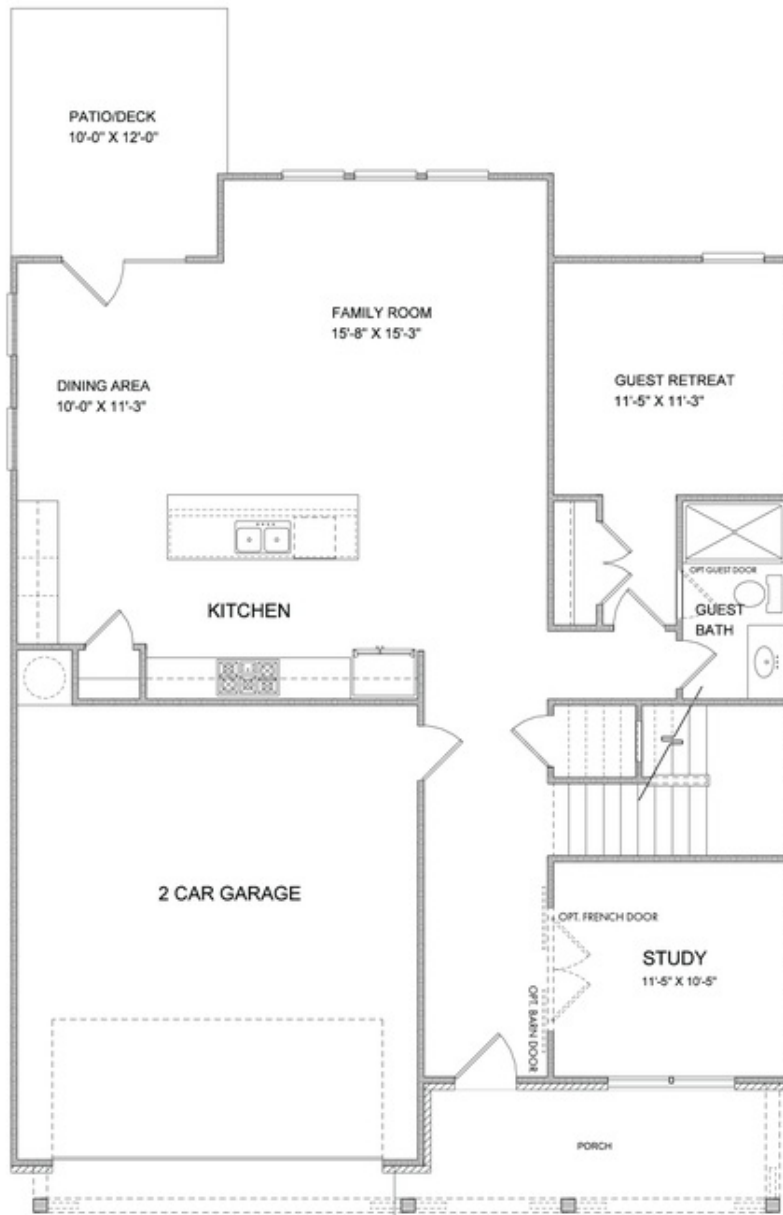 PATIO/DECK
10'-0" X 12'-0"
FAMILY ROOM
15'-8" X 15'-3"
DINING AREA
10'-0" X 11'-3"
GUEST RETREAT
11'-5" X 11'-3"
OPT GUEST DOOR
GUEST
BATH
KITCHEN
2 CAR GARAGE
OPT. FRENCH DOOR
STUDY
11'-5" X 10'-5"
OPT. BARN DOOR
PORCH